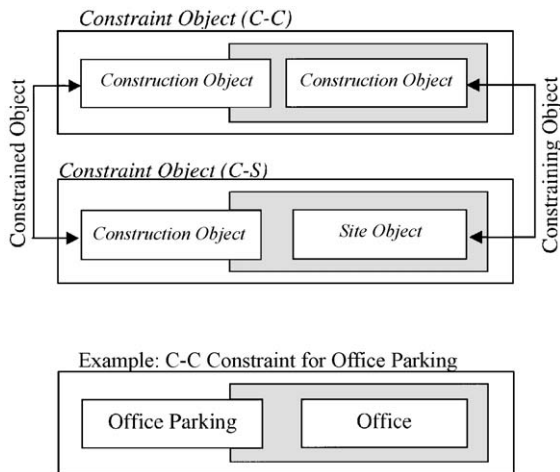 Constraint Object (C-C)
Construction Object
Construction Object
Constrained Object
Constraining Object
Constraint Object (C-S)
Construction Object
Site Object
Example: C-C Constraint for Office Parking
Office Parking
Office